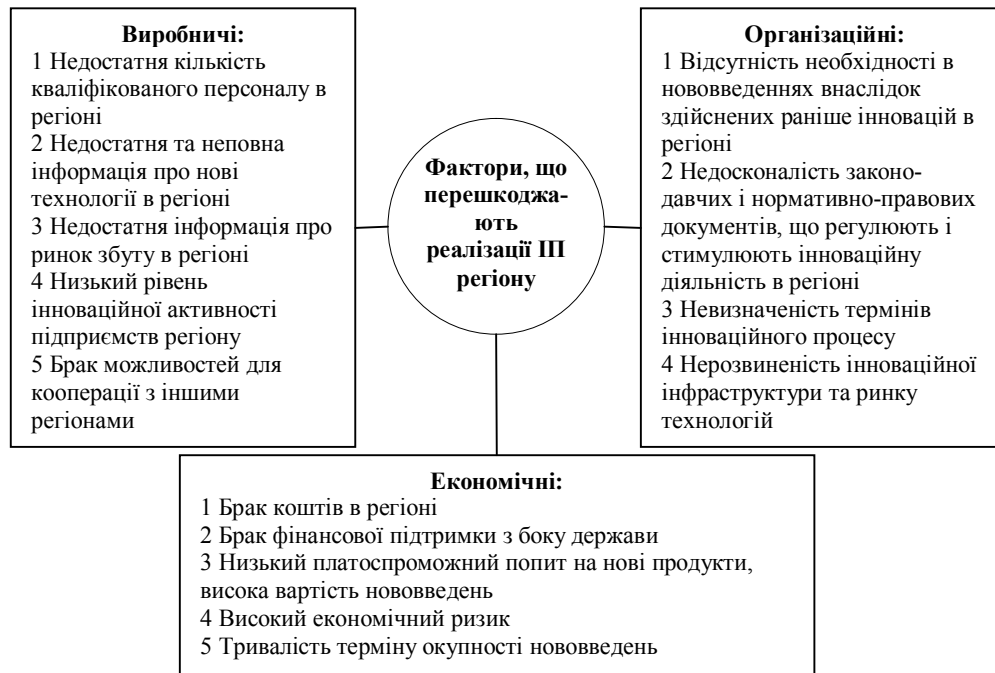 Виробничі:
1 Недостатня кількість
кваліфікованого персоналу в
регіоні
2 Недостатня та неповна
інформація про нові
технології в регіоні
3 Недостатня інформація про
ринок збуту в регіоні
4 Низький рівень
інноваційної активності
підприємств регіону
5 Брак можливостей для
кооперації з іншими
регіонами
Фактори, що
перешкоджа-
ють
реалізації ІП
регіону
Організаційні:
1 Відсутність необхідності в
нововведеннях внаслідок
здійснених раніше інновацій в
регіоні
2 Недосконалість законо-
давчих і нормативно-правових
документів, що регулюють і
стимулюють інноваційну
діяльність в регіоні
3 Невизначеність термінів
інноваційного процесу
4 Нерозвиненість інноваційної
інфраструктури та ринку
технологій
Економічні:
1 Брак коштів в регіоні
2 Брак фінансової підтримки з боку держави
3 Низький платоспроможний попит на нові продукти,
висока вартість нововведень
4 Високий економічний ризик
5 Тривалість терміну окупності нововведень